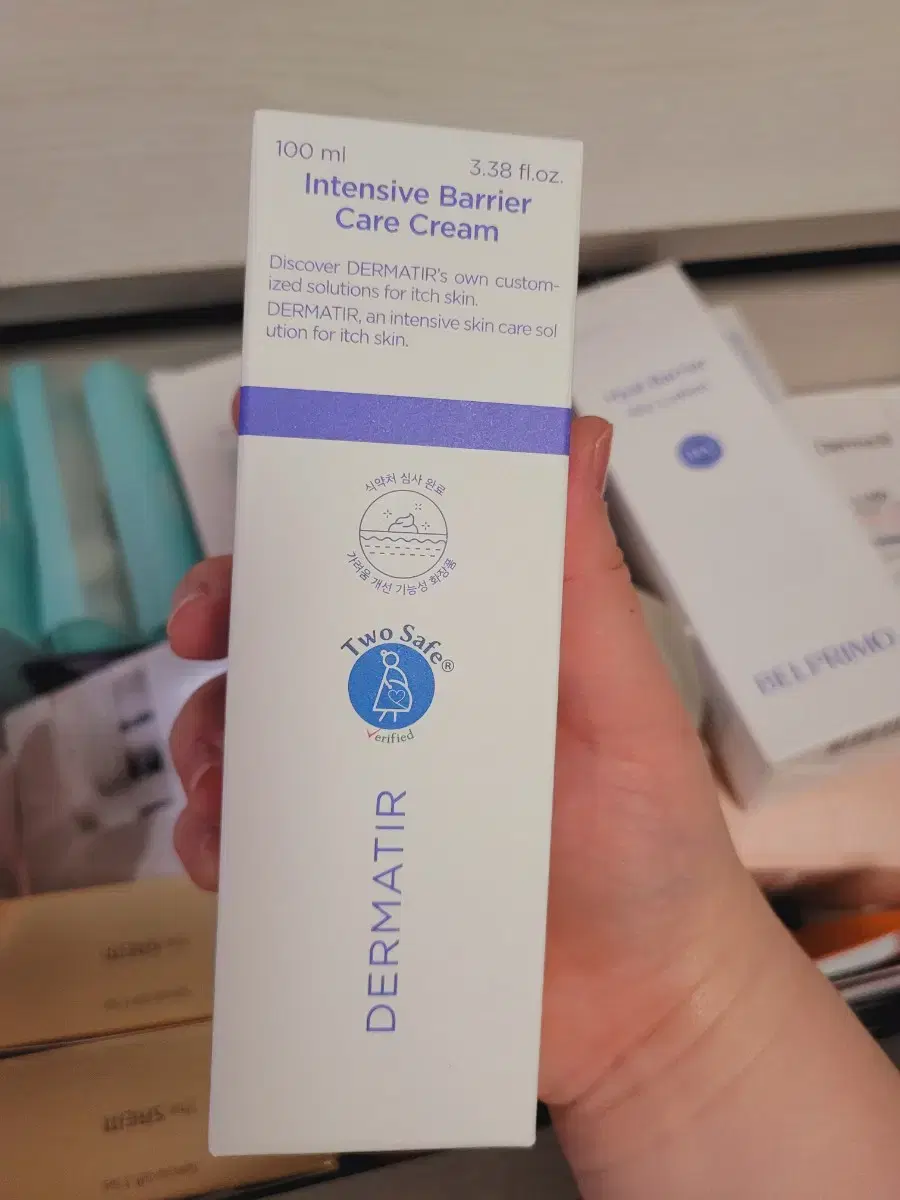 100 ml
3.38 fl.oz.
Intensive Barrier
Care Cream
Discover DERMATIR's own custom-
ized solutions for itch skin.
DERMATIR, an intensive skin care sol
ution for itch skin.
식약처 심사 완료
가려움 개선 기능성 화장품
Two Safe®
Verified
DERMATIR
BELPRIMO